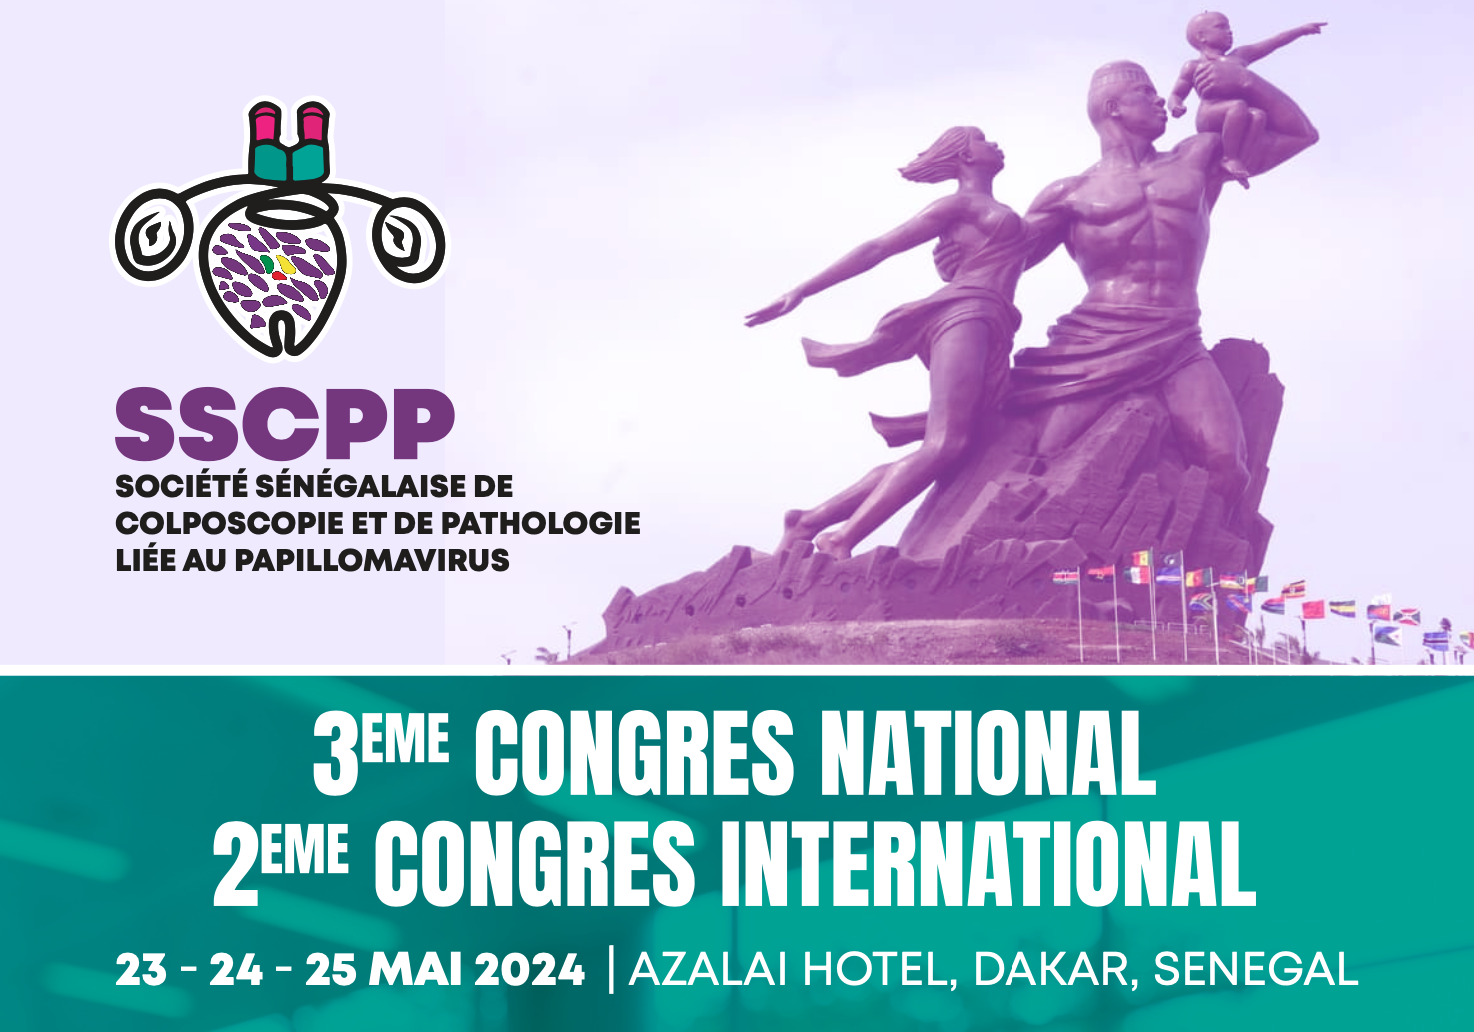 SSCPP
SOCIÉTÉ SÉNÉGALAISE DE
COLPOSCOPIE ET DE PATHOLOGIE
LIÉE AU PAPILLOMAVIRUS
3EME CONGRES NATIONAL
2EME CONGRES INTERNATIONAL
23 - 24 - 25 MAI 2024 | AZALAI HOTEL, DAKAR, SENEGAL